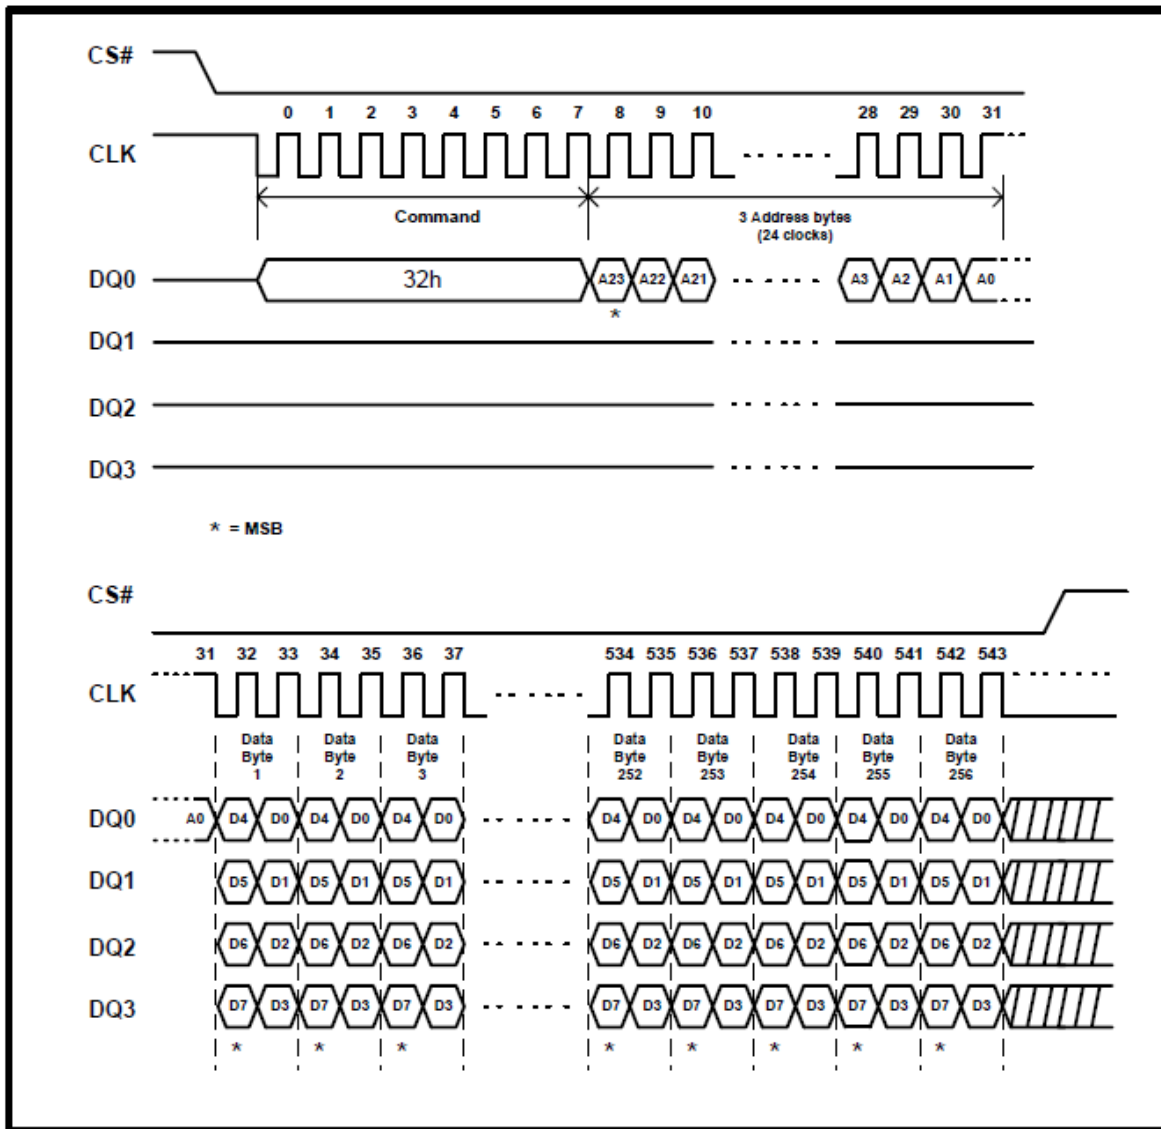 CS#
0 1 2 3 4 5 6 7 8 9 10 28 29 30 31
CLK
Command
3 Address bytes
(24 clocks)
DQ0 32h A23 A22 A21 A3 A2 A1 A0
*
DQ1
DQ2
DQ3
* = MSB
CS#
31 32 33 34 35 36 37 534 535 536 537 538 539 540 541 542 543
CLK
Data Data Data Data Data Data Data Data
Byte Byte Byte Byte Byte Byte Byte Byte
1 2 3 252 253 254 255 256
DQ0 A0 D4 D0 D4 D0 D4 D0 D4 D0 D4 D0 D4 D0 D4 D0 D4 D0
DQ1 D5 D1 D5 D1 D5 D1 D5 D1 D5 D1 D5 D1 D5 D1 D5 D1
DQ2 D6 D2 D6 D2 D6 D2 D6 D2 D6 D2 D6 D2 D6 D2 D6 D2
DQ3 D7 D3 D7 D3 D7 D3 D7 D3 D7 D3 D7 D3 D7 D3 D7 D3
* * * * * * * *